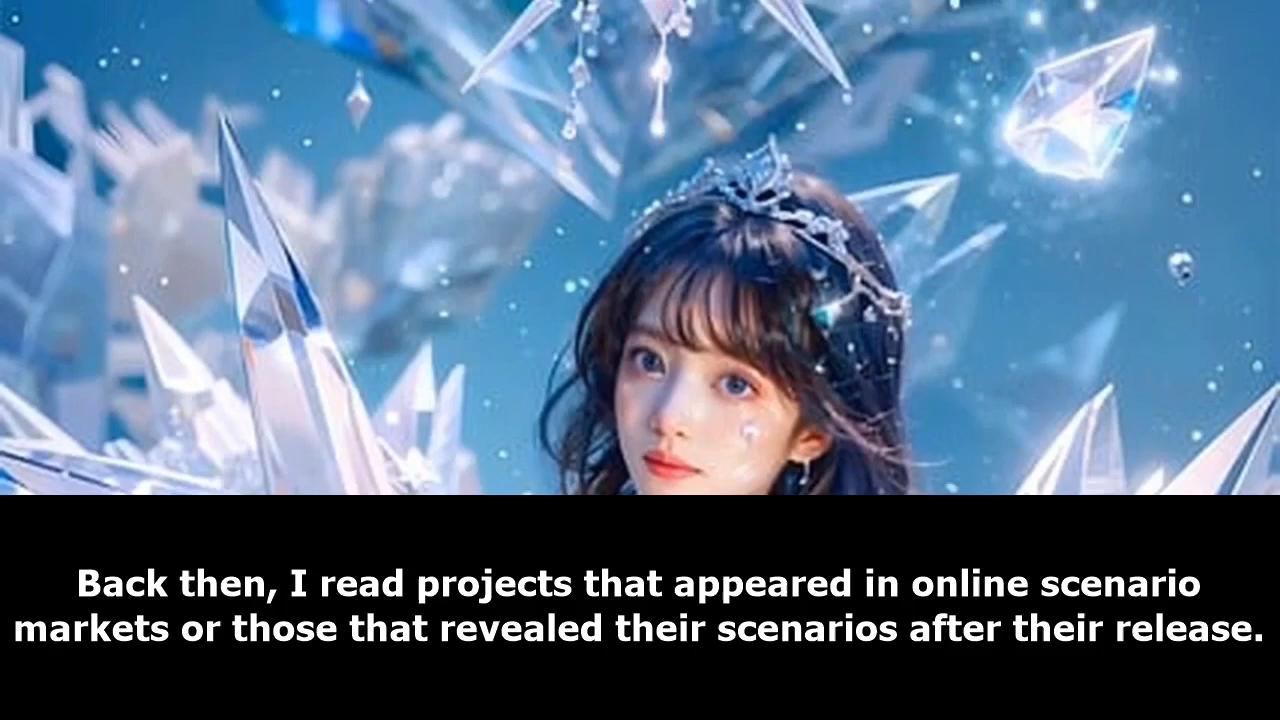 Back then, I read projects that appeared in online scenario
markets or those that revealed their scenarios after their release.